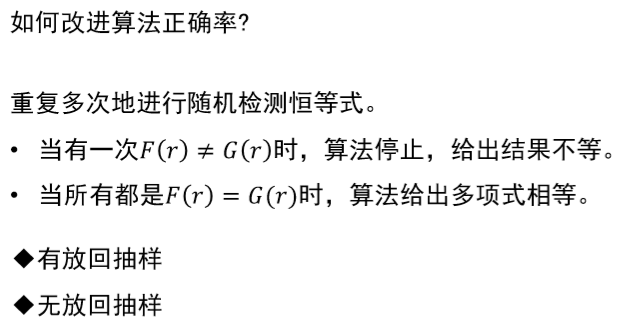 如何改进算法正确率?
重复多次地进行随机检测恒等式。
• 当有一次F(r) ≠ G(r)时，算法停止，给出结果不等。
• 当所有都是F(r) = G(r)时，算法给出多项式相等。
◆有放回抽样
◆无放回抽样